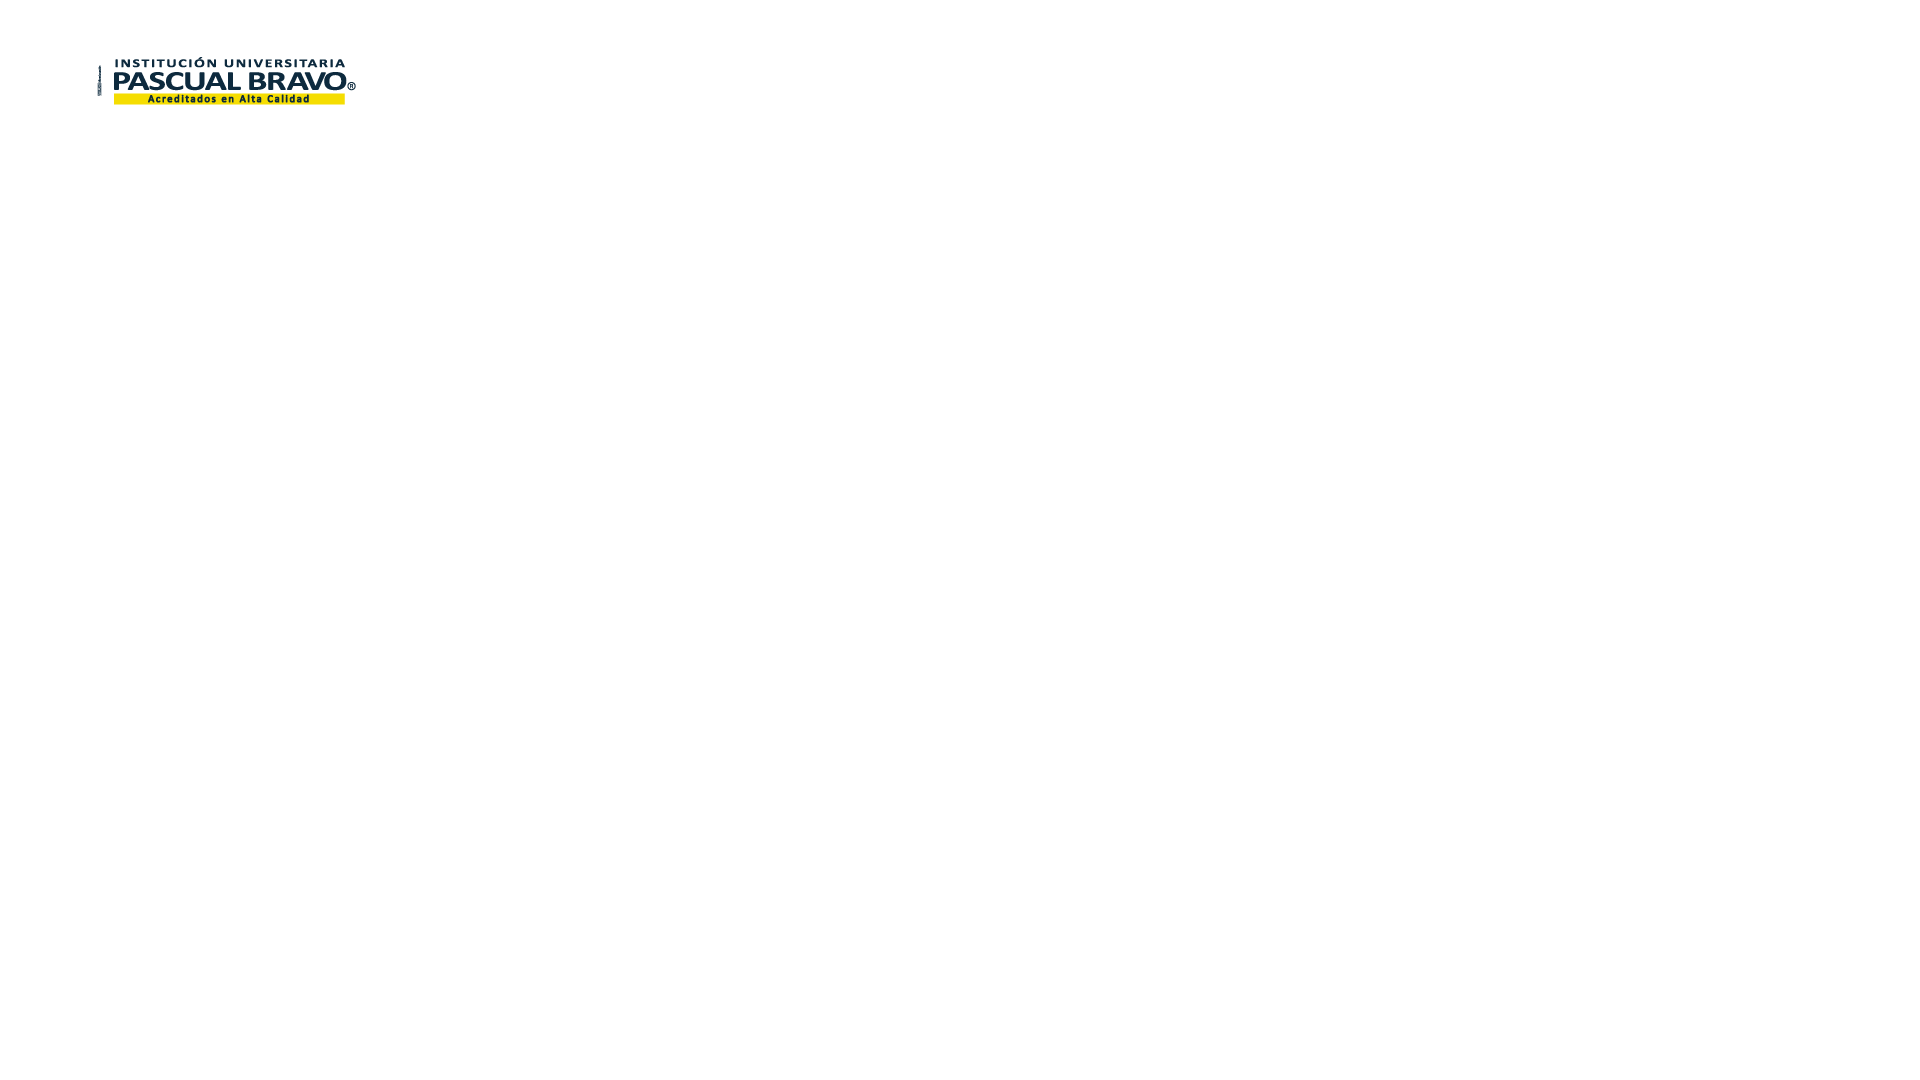 INSTITUCIÓN UNIVERSITARIA
PASCUAL BRAVO®
Acreditados en Alta Calidad